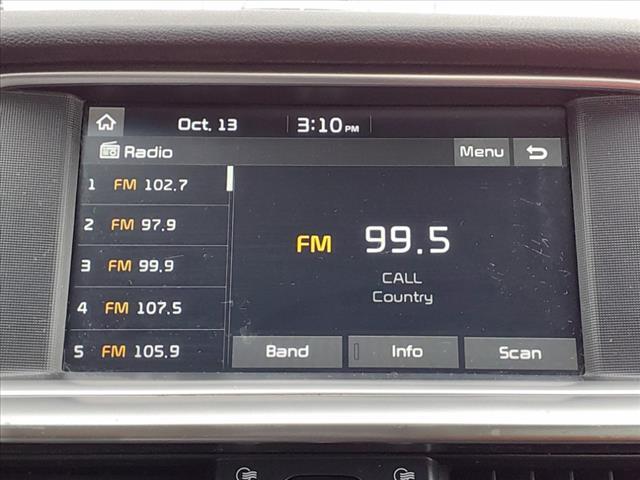 Oct. 13 3:10 PM
Radio Menu
1 FM 102.7
2 FM 97.9
3 FM 99.9
4 FM 107.5
5 FM 105.9
FM 99.5
CALL
Country
Band Info Scan